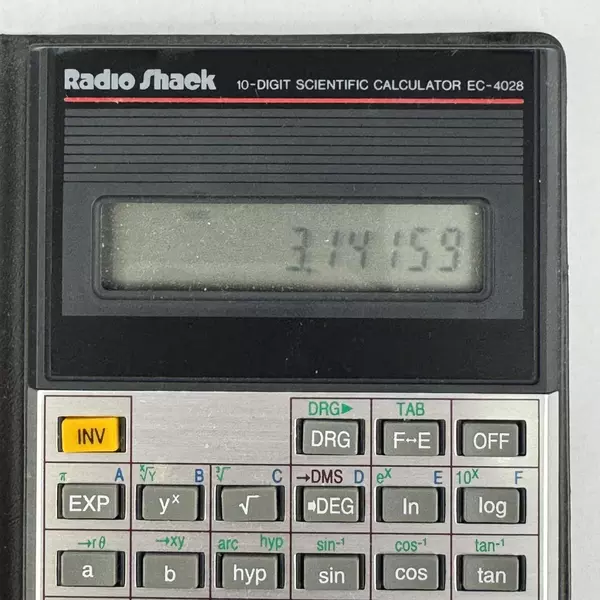 Radio Shack 10-DIGIT SCIENTIFIC CALCULATOR EC-4028
3.14159
DRG▶ TAB
INV DRG F↔E OFF
π A ˣ√Y B ³√ C →DMS D eˣ E 10ˣ F
EXP yˣ √ ➡DEG ln log
→rθ →xy arc hyp sin⁻¹ cos⁻¹ tan⁻¹
a b hyp sin cos tan